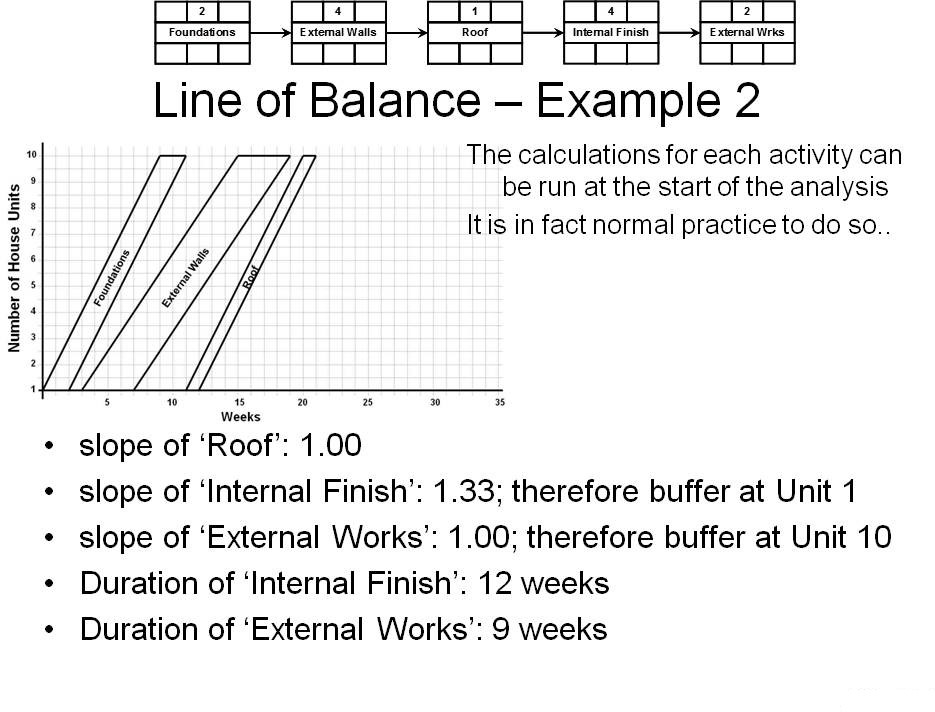 2 4 1 4 2
Foundations External Walls Roof Internal Finish External Wrks
Line of Balance – Example 2
The calculations for each activity can
be run at the start of the analysis
It is in fact normal practice to do so..
Number of House Units
10
9
8
7
6
5
4
3
2
1
Foundations
External Walls
Roof
5 10 15 20 25 30 35
Weeks
• slope of ‘Roof’: 1.00
• slope of ‘Internal Finish’: 1.33; therefore buffer at Unit 1
• slope of ‘External Works’: 1.00; therefore buffer at Unit 10
• Duration of ‘Internal Finish’: 12 weeks
• Duration of ‘External Works’: 9 weeks